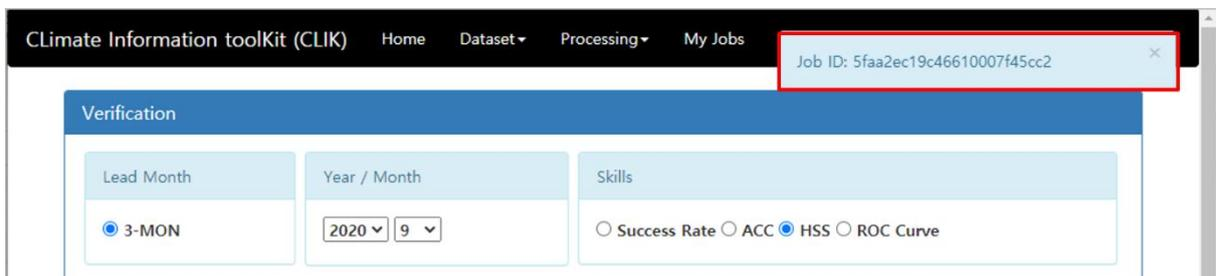 CLimate Information toolKit (CLIK) Home Dataset Processing My Jobs
Job ID: 5faa2ec19c46610007f45cc2 ×
Verification
Lead Month Year / Month Skills
3-MON 2020 9 Success Rate ACC HSS ROC Curve